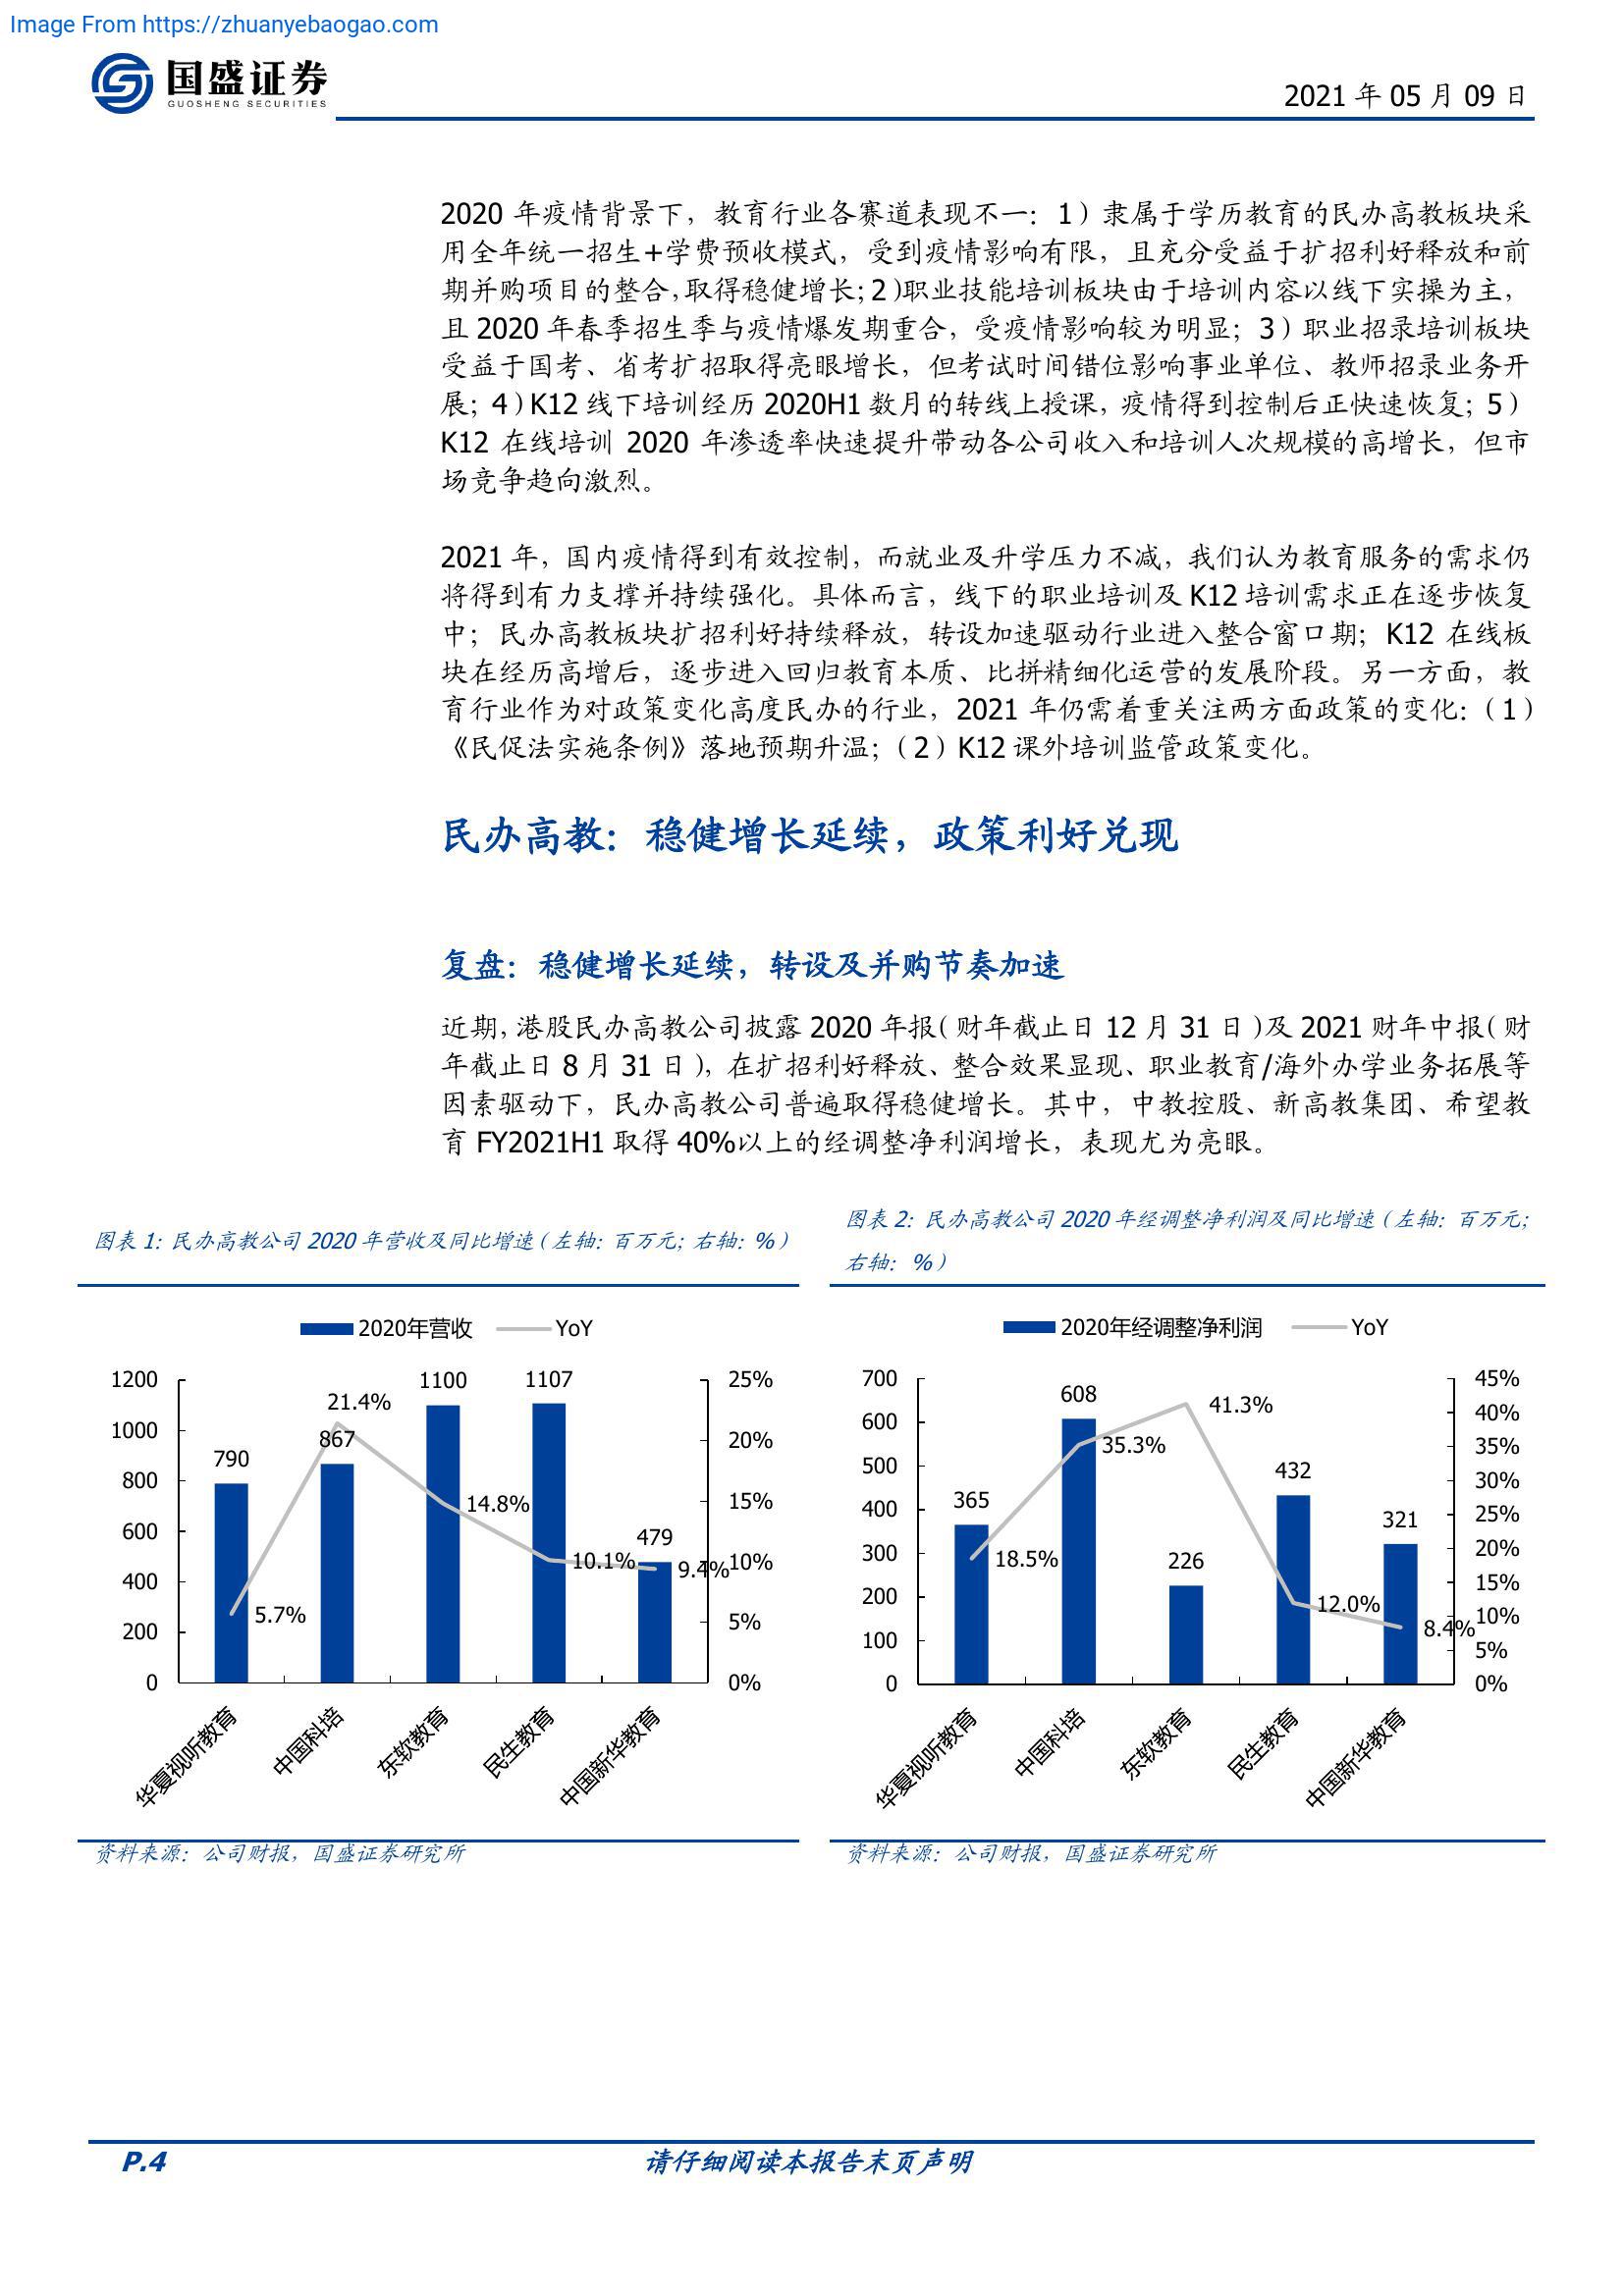 Image From https://zhuanyebaogao.com
国盛证券
GUOSHENG SECURITIES
2021 年 05 月 09 日
2020 年疫情背景下，教育行业各赛道表现不一：1）隶属于学历教育的民办高教板块采
用全年统一招生+学费预收模式，受到疫情影响有限，且充分受益于扩招利好释放和前
期并购项目的整合，取得稳健增长；2）职业技能培训板块由于培训内容以线下实操为主，
且 2020 年春季招生季与疫情爆发期重合，受疫情影响较为明显；3）职业招录培训板块
受益于国考、省考扩招取得亮眼增长，但考试时间错位影响事业单位、教师招录业务开
展；4）K12 线下培训经历 2020H1 数月的转线上授课，疫情得到控制后正快速恢复；5）
K12 在线培训 2020 年渗透率快速提升带动各公司收入和培训人次规模的高增长，但市
场竞争趋向激烈。
2021 年，国内疫情得到有效控制，而就业及升学压力不减，我们认为教育服务的需求仍
将得到有力支撑并持续强化。具体而言，线下的职业培训及 K12 培训需求正在逐步恢复
中；民办高教板块扩招利好持续释放，转设加速驱动行业进入整合窗口期；K12 在线板
块在经历高增后，逐步进入回归教育本质、比拼精细化运营的发展阶段。另一方面，教
育行业作为对政策变化高度民办的行业，2021 年仍需着重关注两方面政策的变化：（1）
《民促法实施条例》落地预期升温；（2）K12 课外培训监管政策变化。
民办高教：稳健增长延续，政策利好兑现
复盘：稳健增长延续，转设及并购节奏加速
近期，港股民办高教公司披露 2020 年报（财年截止日 12 月 31 日）及 2021 财年中报（财
年截止日 8 月 31 日），在扩招利好释放、整合效果显现、职业教育/海外办学业务拓展等
因素驱动下，民办高教公司普遍取得稳健增长。其中，中教控股、新高教集团、希望教
育 FY2021H1 取得 40%以上的经调整净利润增长，表现尤为亮眼。
图表 1：民办高教公司 2020 年营收及同比增速（左轴：百万元；右轴：%）
2020年营收 YoY
1200
1000
800
600
400
200
0
25%
20%
15%
10%
5%
0%
790
867
1100
1107
479
5.7%
21.4%
14.8%
10.1%
9.4%
华夏视听教育
中国科培
东软教育
民生教育
中国新华教育
资料来源：公司财报，国盛证券研究所
图表 2：民办高教公司 2020 年经调整净利润及同比增速（左轴：百万元；
右轴：%）
2020年经调整净利润 YoY
700
600
500
400
300
200
100
0
45%
40%
35%
30%
25%
20%
15%
10%
5%
0%
365
608
226
432
321
18.5%
35.3%
41.3%
12.0%
8.4%
华夏视听教育
中国科培
东软教育
民生教育
中国新华教育
资料来源：公司财报，国盛证券研究所
P.4
请仔细阅读本报告末页声明